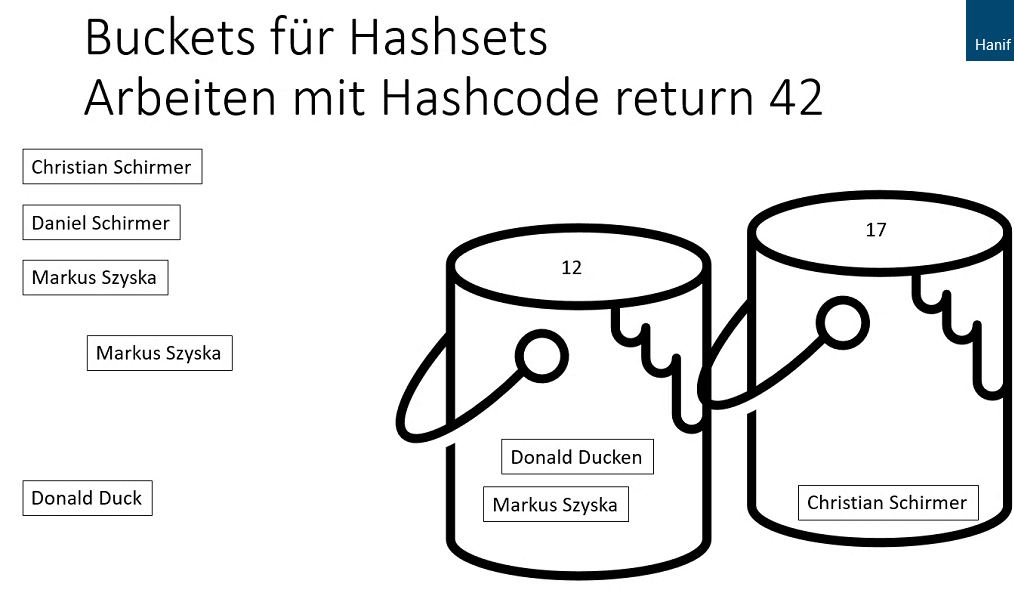 Buckets für Hashsets
Arbeiten mit Hashcode return 42
Hanif
Christian Schirmer
Daniel Schirmer
Markus Szyska
Markus Szyska
Donald Duck
12
Donald Ducken
Markus Szyska
17
Christian Schirmer